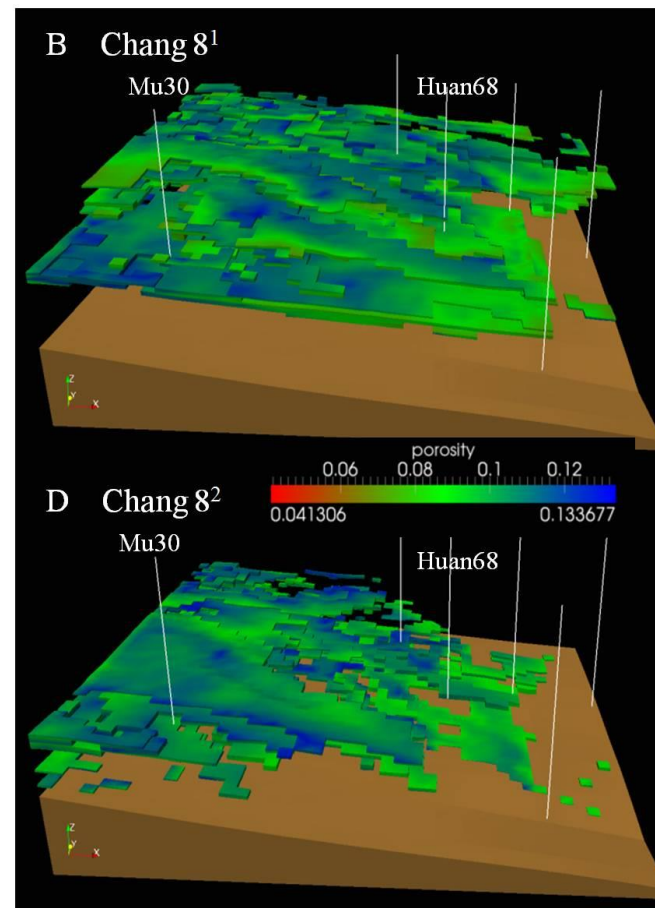 B Chang 8¹
Mu30 Huan68
Z
Y
X
porosity
0.06 0.08 0.1 0.12
0.041306 0.133677
D Chang 8²
Mu30
Huan68
Z
Y
X